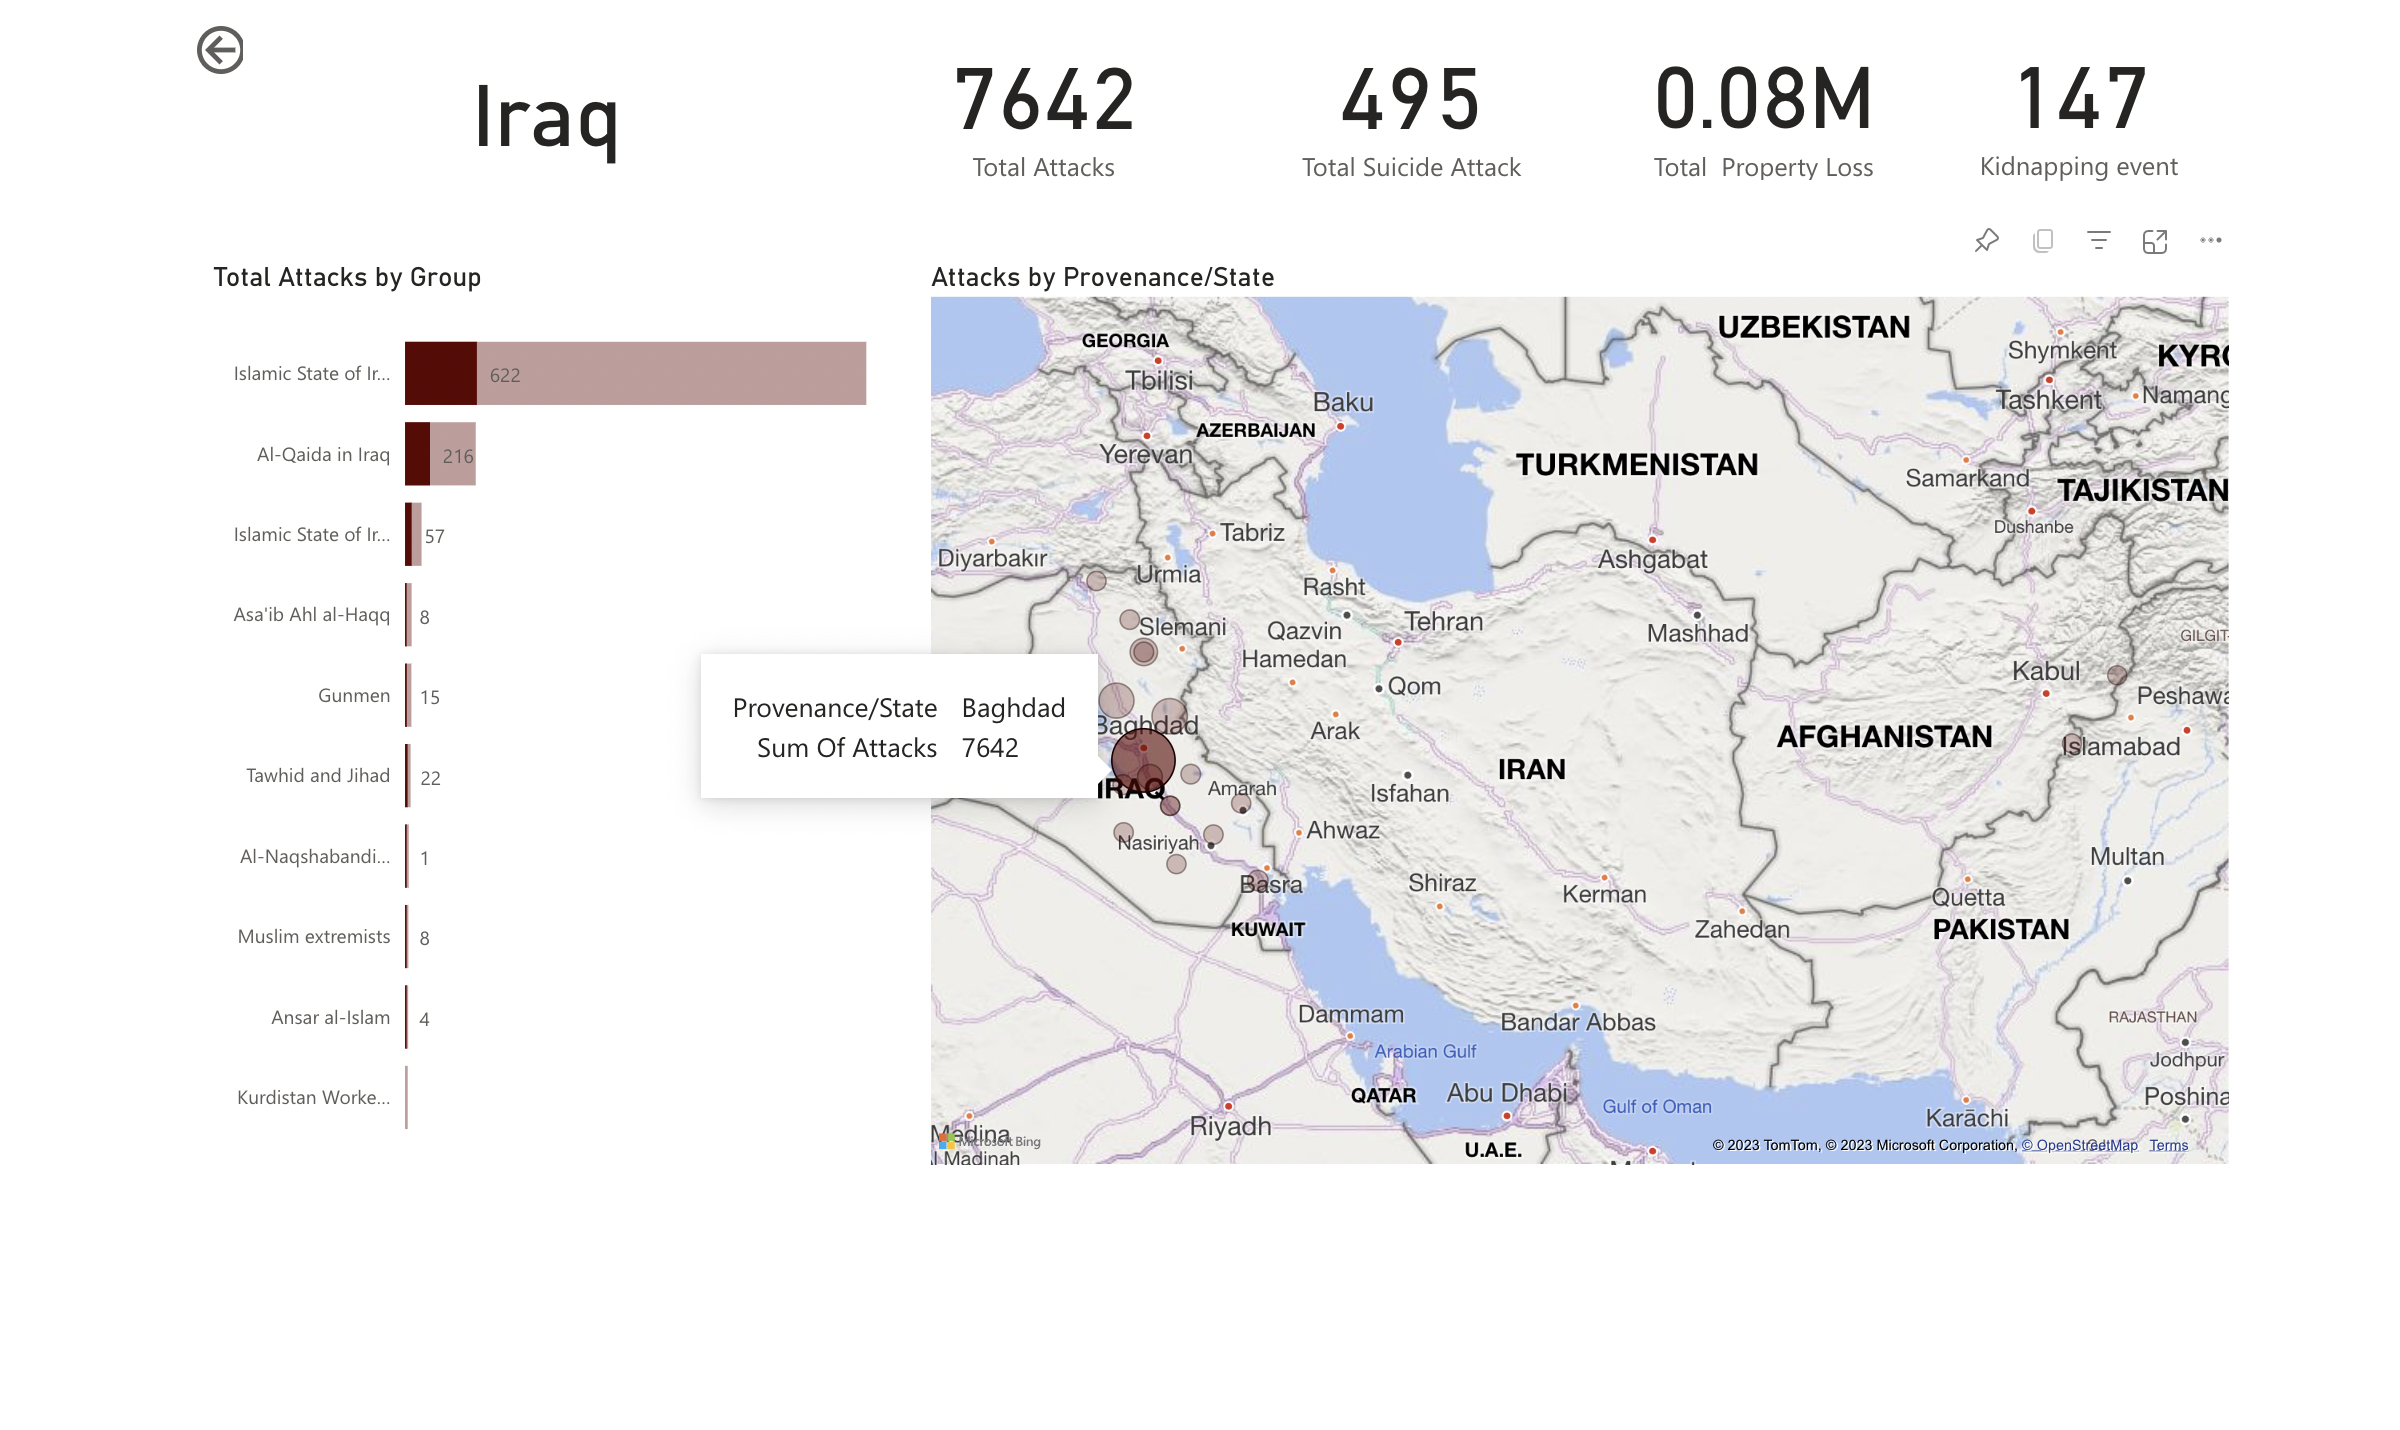 Iraq
7642
Total Attacks
495
Total Suicide Attack
0.08M
Total  Property Loss
147
Kidnapping event
Total Attacks by Group
Islamic State of Ir...
622
Al-Qaida in Iraq
216
Islamic State of Ir...
57
Asa'ib Ahl al-Haqq
8
Gunmen
15
Tawhid and Jihad
22
Al-Naqshabandi...
1
Muslim extremists
8
Ansar al-Islam
4
Kurdistan Worke...
Attacks by Provenance/State
GEORGIA
Tbilisi
Baku
AZERBAIJAN
Yerevan
UZBEKISTAN
Shymkent
KYRG
Tashkent
Namang
TURKMENISTAN
Samarkand
TAJIKISTAN
Dushanbe
Tabriz
Diyarbakır
Urmia
Rasht
Ashgabat
Slemani
Qazvin
Tehran
Mashhad
GILGIT-
Hamedan
Kabul
Qom
Peshawa
Provenance/State Baghdad
Sum Of Attacks 7642
Baghdad
Arak
AFGHANISTAN
Islamabad
IRAN
IRAQ
Amarah
Isfahan
Ahwaz
Nasiriyah
Multan
Basra
Shiraz
Kerman
Quetta
KUWAIT
Zahedan
PAKISTAN
Dammam
Bandar Abbas
RAJASTHAN
Arabian Gulf
Jodhpur
QATAR
Abu Dhabi
Gulf of Oman
Poshina
Riyadh
Karāchi
Medina
Microsoft Bing
l Madinah
U.A.E.
© 2023 TomTom, © 2023 Microsoft Corporation, © OpenStreetMap Terms